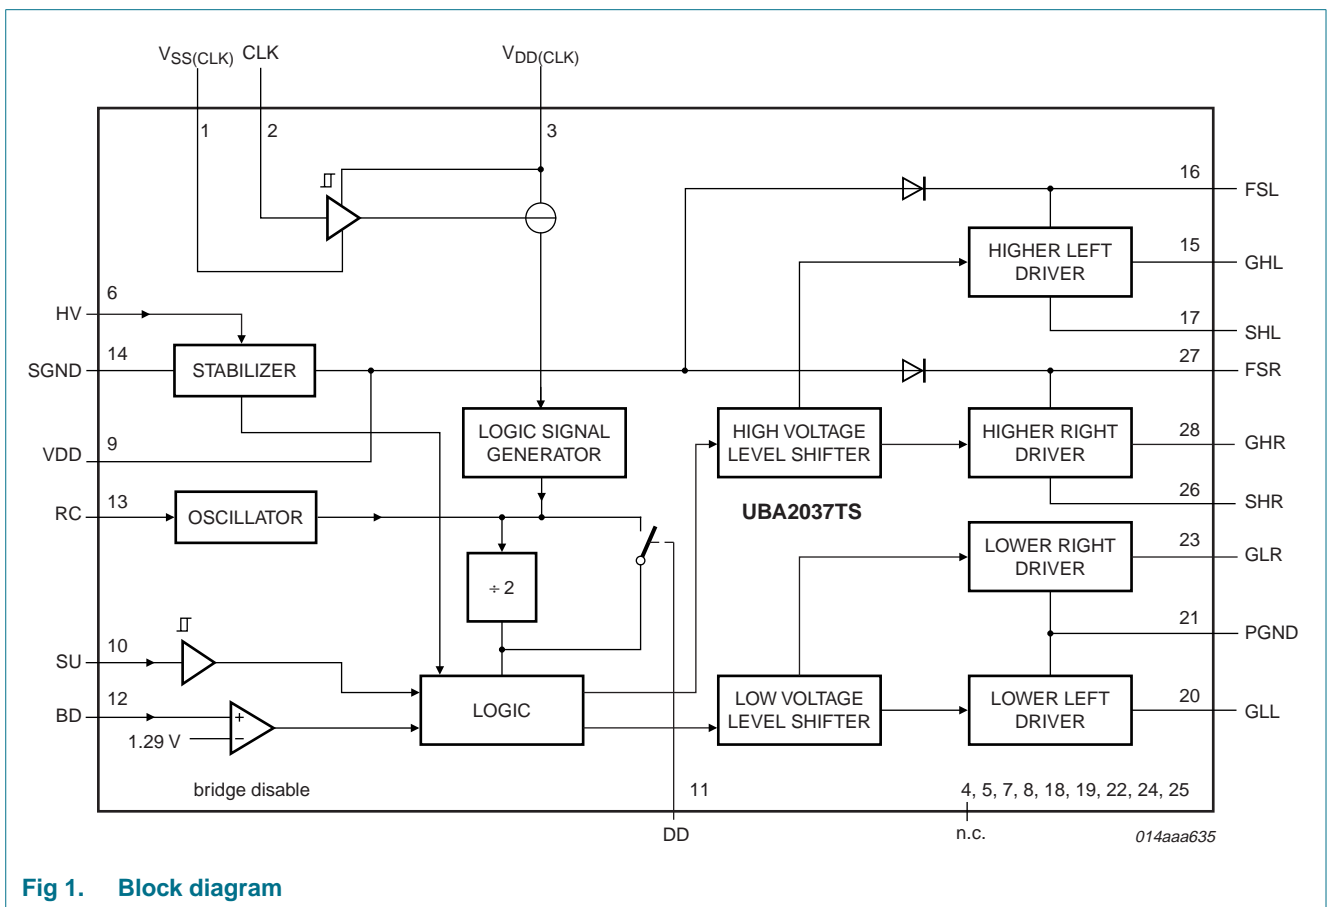 VSS(CLK) CLK VDD(CLK)
1 2 3
16 FSL
HIGHER LEFT
DRIVER
15 GHL
17 SHL
6
HV
14
SGND
STABILIZER
27 FSR
9
VDD
LOGIC SIGNAL
GENERATOR
HIGH VOLTAGE
LEVEL SHIFTER
HIGHER RIGHT
DRIVER
28 GHR
26 SHR
13
RC
OSCILLATOR
UBA2037TS
LOWER RIGHT
DRIVER
23 GLR
÷ 2
21 PGND
10
SU
12
BD
+
1.29 V −
LOGIC
LOW VOLTAGE
LEVEL SHIFTER
LOWER LEFT
DRIVER
20 GLL
bridge disable
11
DD
4, 5, 7, 8, 18, 19, 22, 24, 25
n.c.
014aaa635
Fig 1. Block diagram